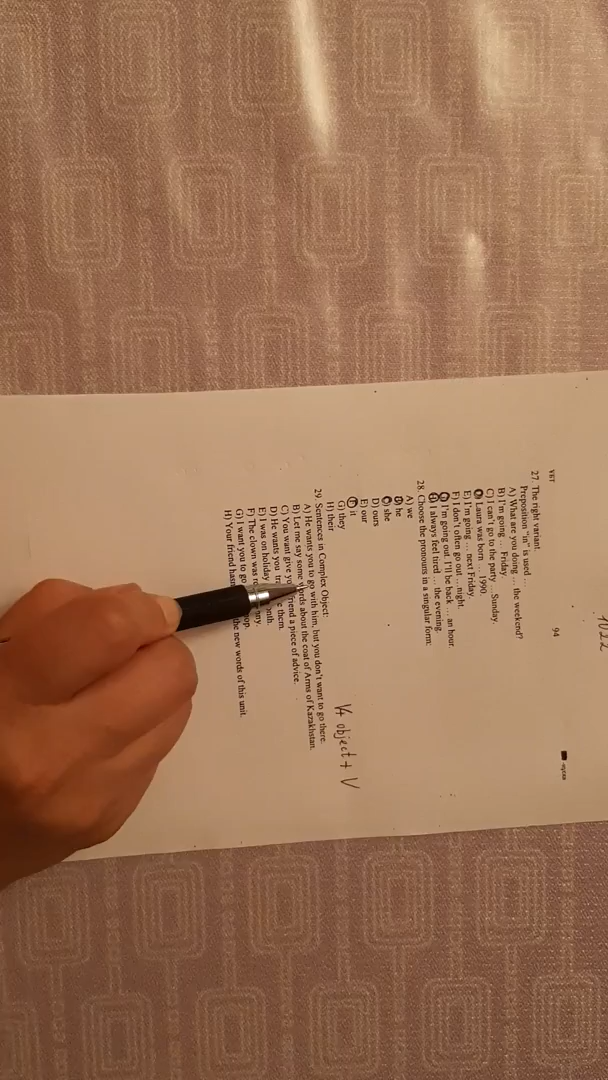 1022
94
-нұсқа
27. The right variant:
Preposition "in" is used ...
A) What are you doing ... the weekend?
B) I'm going ... Friday.
C) I can't go to the party ... Sunday.
D) Laura was born ... 1990.
E) I'm going ... next Friday.
F) I don't often go out ... night.
G) I'm going out. I'll be back ... an hour.
H) I always feel tired ... the evening.
28. Choose the pronouns in a singular form:
A) we
B) he
C) she
D) ours
E) our
F) it
G) they
H) their
V+ object + V
29. Sentences in Complex Object:
A) He wants you to go with him, but you don't want to go there.
B) Let me say some words about the coat of Arms of Kazakhstan.
C) You want give friend a piece of advice.
D) He wants you them.
E) I was on holiday
F) The clown was
G) I want you to go
H) Your friend the new words of this unit.